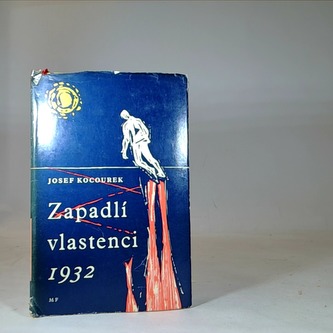 JOSEF KOCOUREK
Zapadlí
vlastenci
1932
MF